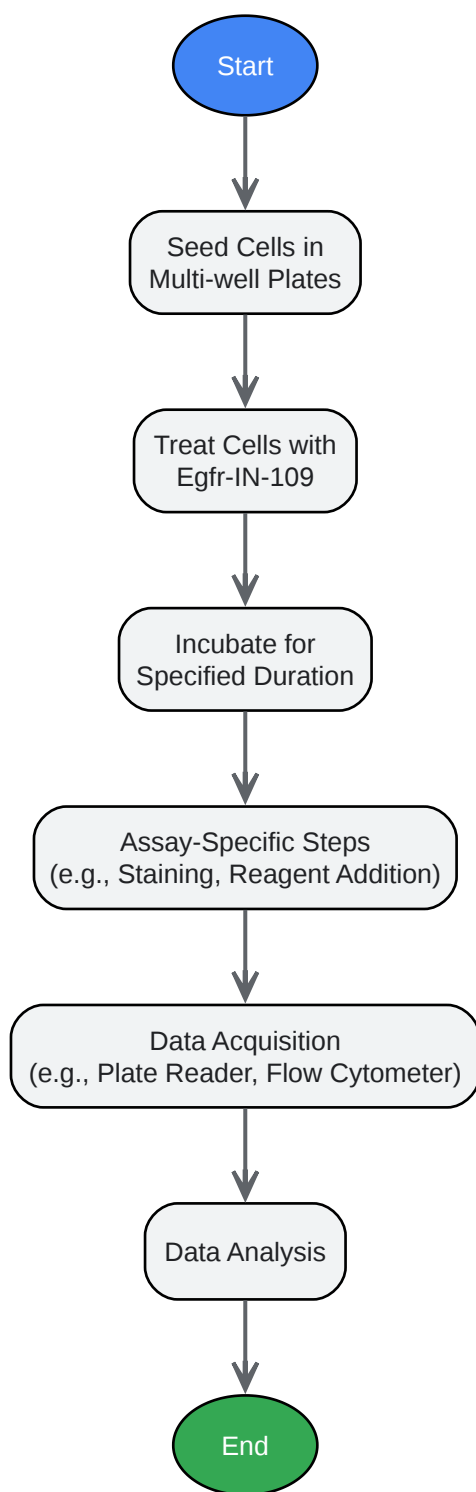 Start
Seed Cells in
Multi-well Plates
Treat Cells with
Egfr-IN-109
Incubate for
Specified Duration
Assay-Specific Steps
(e.g., Staining, Reagent Addition)
Data Acquisition
(e.g., Plate Reader, Flow Cytometer)
Data Analysis
End